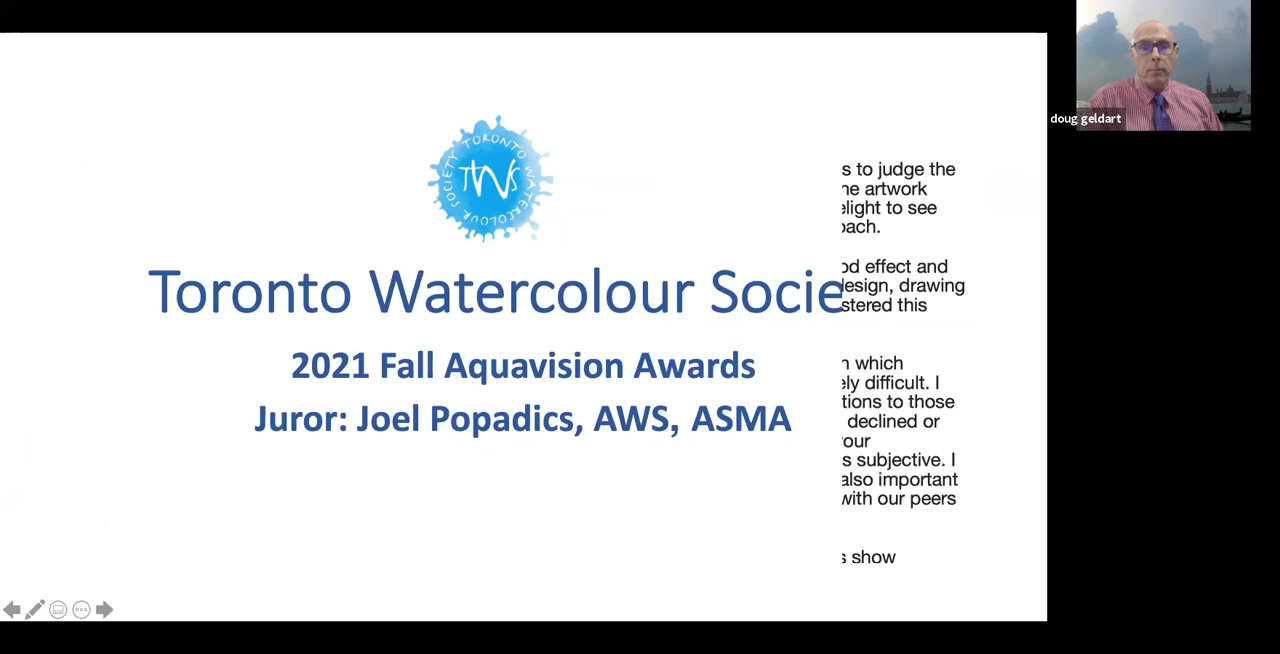 SOCIETY TORONTO WATERCOLOUR
TWS
Toronto Watercolour Socie
2021 Fall Aquavision Awards
Juror: Joel Popadics, AWS, ASMA
s to judge the
ne artwork
elight to see
oach.
od effect and
design, drawing
stered this
n which
ely difficult. I
tions to those
declined or
our
s subjective. I
also important
with our peers
s show
doug geldart